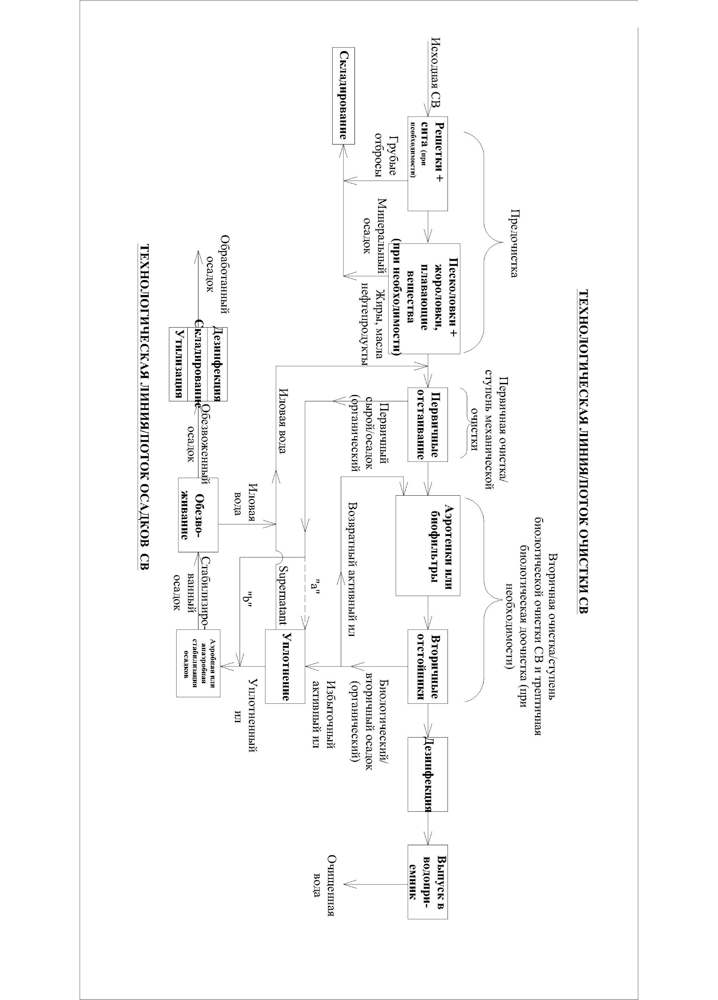 ТЕХНОЛОГИЧЕСКАЯ ЛИНИЯ/ПОТОК ОЧИСТКИ СВ
Предочистка
Первичная очистка/
ступень механической
очистки
Вторичная очистка/ступень
биологической очистки СВ и трептичная
биологическая доочистка (при
необходимости)
Исходная СВ
Решетки +
сита (при
необходимости)
Песколовки +
жороловки,
плавающие
вещества
(при необходимости)
Первичные
отстаивание
Аэротенки или
биофильтры
Вторичные
отстойники
Дезинфекция
Выпуск в
водопри-
емник
Грубые
отбросы
Минеральный
осадок
Жиры, масла
нефтепродукты
Первичный
сырой/осадок
(органический
Возвратный активный ил
Биологический/
вторичный осадок
(органический)
Складирование
Избыточный
активный ил
Очищенная
вода
"a"
Иловая вода
Supernatant
Уплотнение
Иловая
вода
"b"
Уплотненный
ил
Обработанный
осадок
Дезинфекция
Складирование
Утилизация
Обезвоженный
осадок
Обезво-
живание
Стабилизиро-
ванный
осадок
Аэробная или
анаэробная
стабилизация
осадков
ТЕХНОЛОГИЧЕСКАЯ ЛИНИЯ/ПОТОК ОСАДКОВ СВ